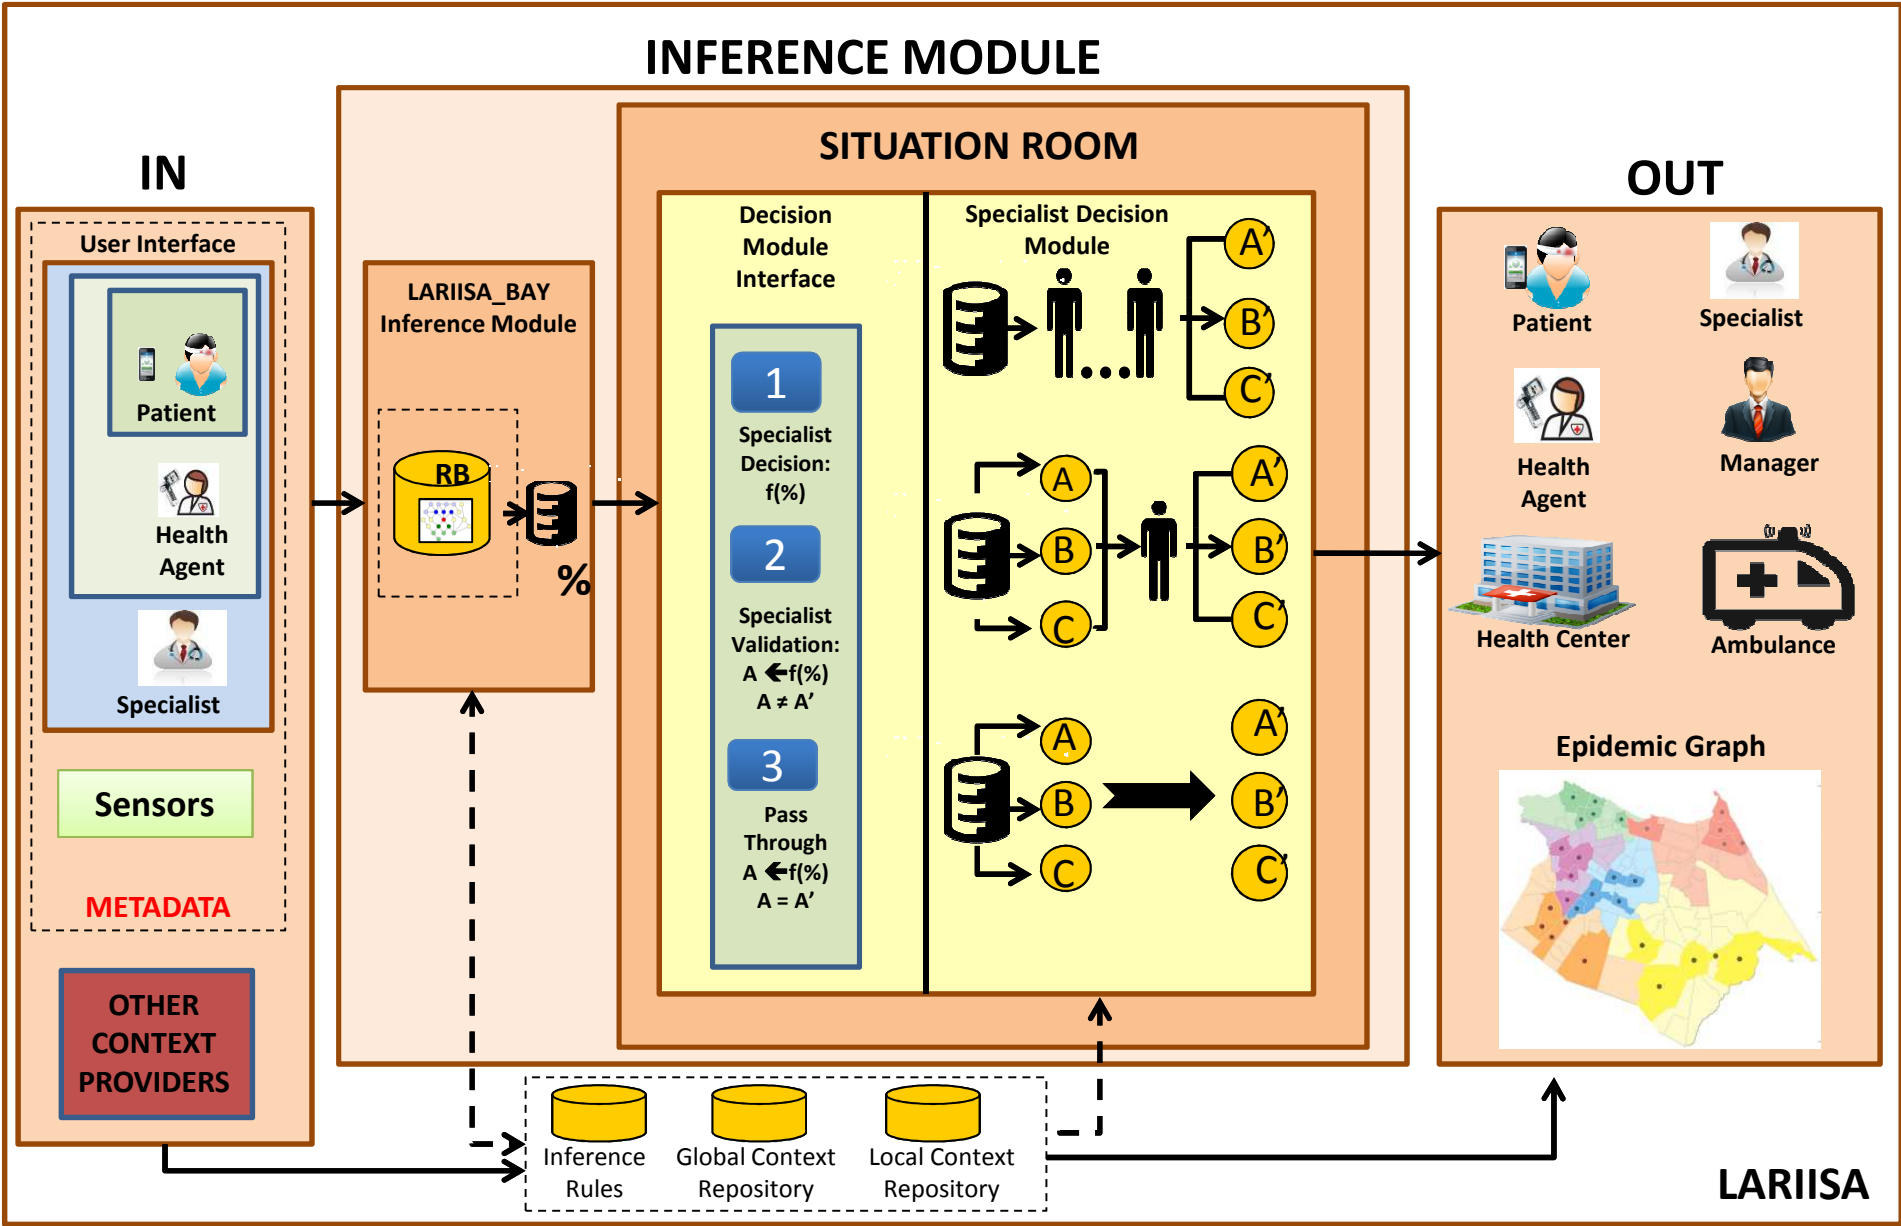 INFERENCE MODULE
IN
User Interface
Patient
Health
Agent
Specialist
Sensors
METADATA
OTHER
CONTEXT
PROVIDERS
LARIISA_BAY
Inference Module
RB
%
SITUATION ROOM
Decision
Module
Interface
1
Specialist
Decision:
f(%)
2
Specialist
Validation:
A 🡸f(%)
A ≠ A’
3
Pass
Through
A 🡸f(%)
A = A’
Specialist Decision
Module
A’
B’
C’
A
B
C
A’
B’
C’
A
B
C
A’
B’
C’
OUT
Patient
Specialist
Health
Agent
Manager
Health Center
Ambulance
Epidemic Graph
Inference
Rules
Global Context
Repository
Local Context
Repository
LARIISA